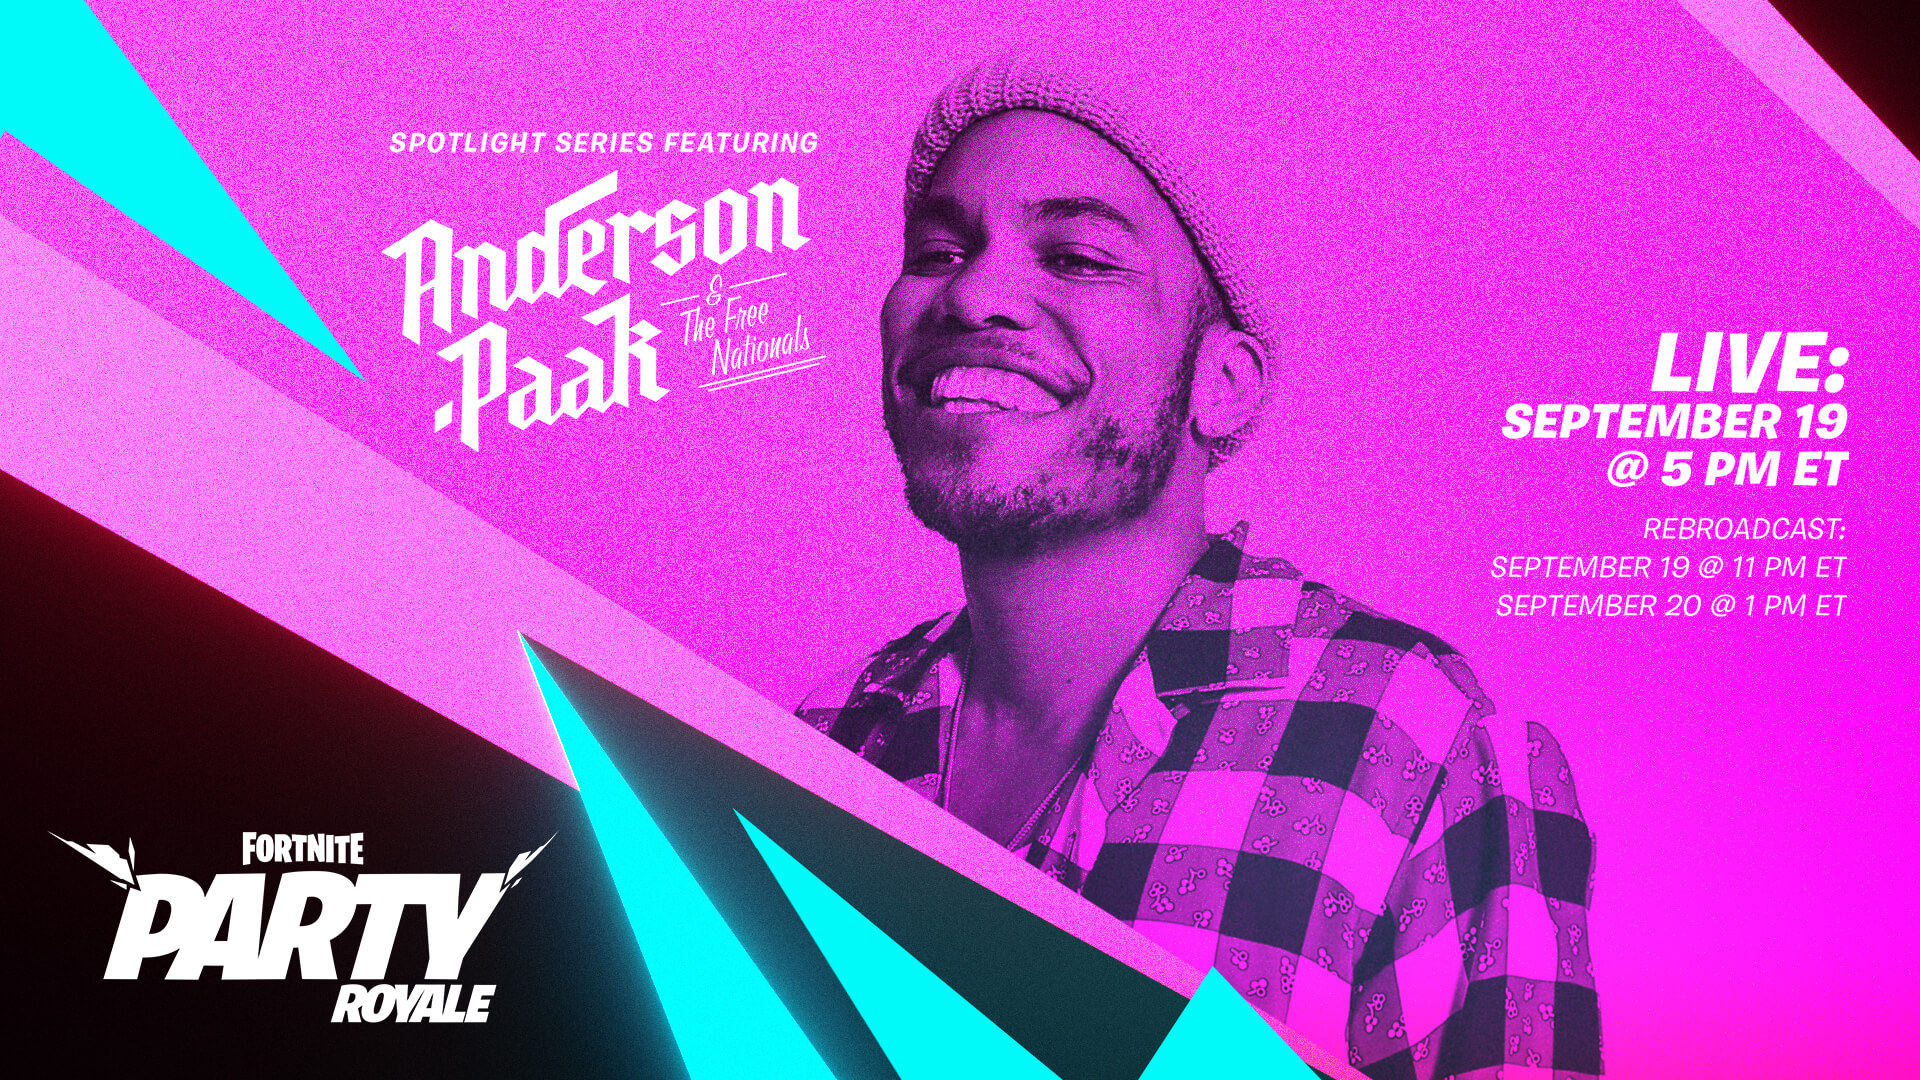 SPOTLIGHT SERIES FEATURING
Anderson
.Paak
&
The Free
Nationals
LIVE:
SEPTEMBER 19
@ 5 PM ET
REBROADCAST:
SEPTEMBER 19 @ 11 PM ET
SEPTEMBER 20 @ 1 PM ET
FORTNITE
PARTY
ROYALE